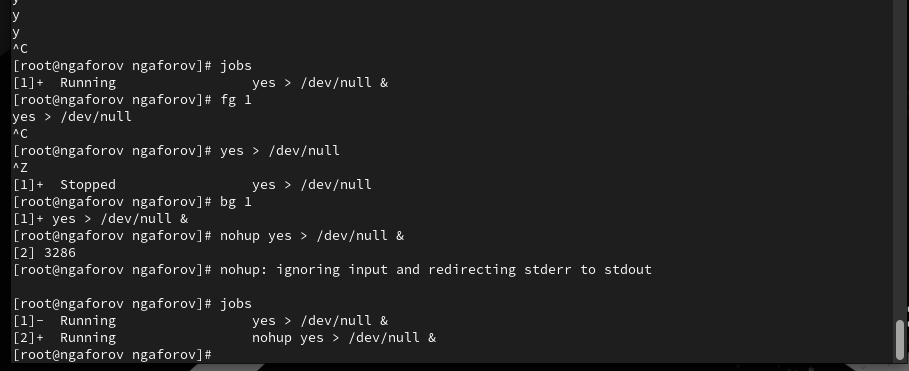 y
y
^C
[root@ngaforov ngaforov]# jobs
[1]+  Running                 yes > /dev/null &
[root@ngaforov ngaforov]# fg 1
yes > /dev/null
^C
[root@ngaforov ngaforov]# yes > /dev/null
^Z
[1]+  Stopped                 yes > /dev/null
[root@ngaforov ngaforov]# bg 1
[1]+ yes > /dev/null &
[root@ngaforov ngaforov]# nohup yes > /dev/null &
[2] 3286
[root@ngaforov ngaforov]# nohup: ignoring input and redirecting stderr to stdout
[root@ngaforov ngaforov]# jobs
[1]-  Running                 yes > /dev/null &
[2]+  Running                 nohup yes > /dev/null &
[root@ngaforov ngaforov]#